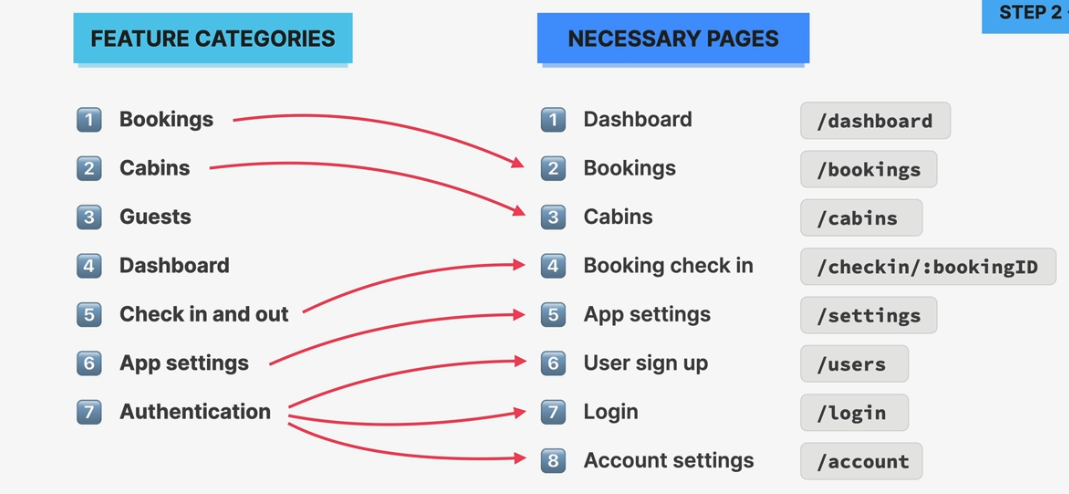 STEP 2
FEATURE CATEGORIES
NECESSARY PAGES
1 Bookings
2 Cabins
3 Guests
4 Dashboard
5 Check in and out
6 App settings
7 Authentication
1 Dashboard /dashboard
2 Bookings /bookings
3 Cabins /cabins
4 Booking check in /checkin/:bookingID
5 App settings /settings
6 User sign up /users
7 Login /login
8 Account settings /account